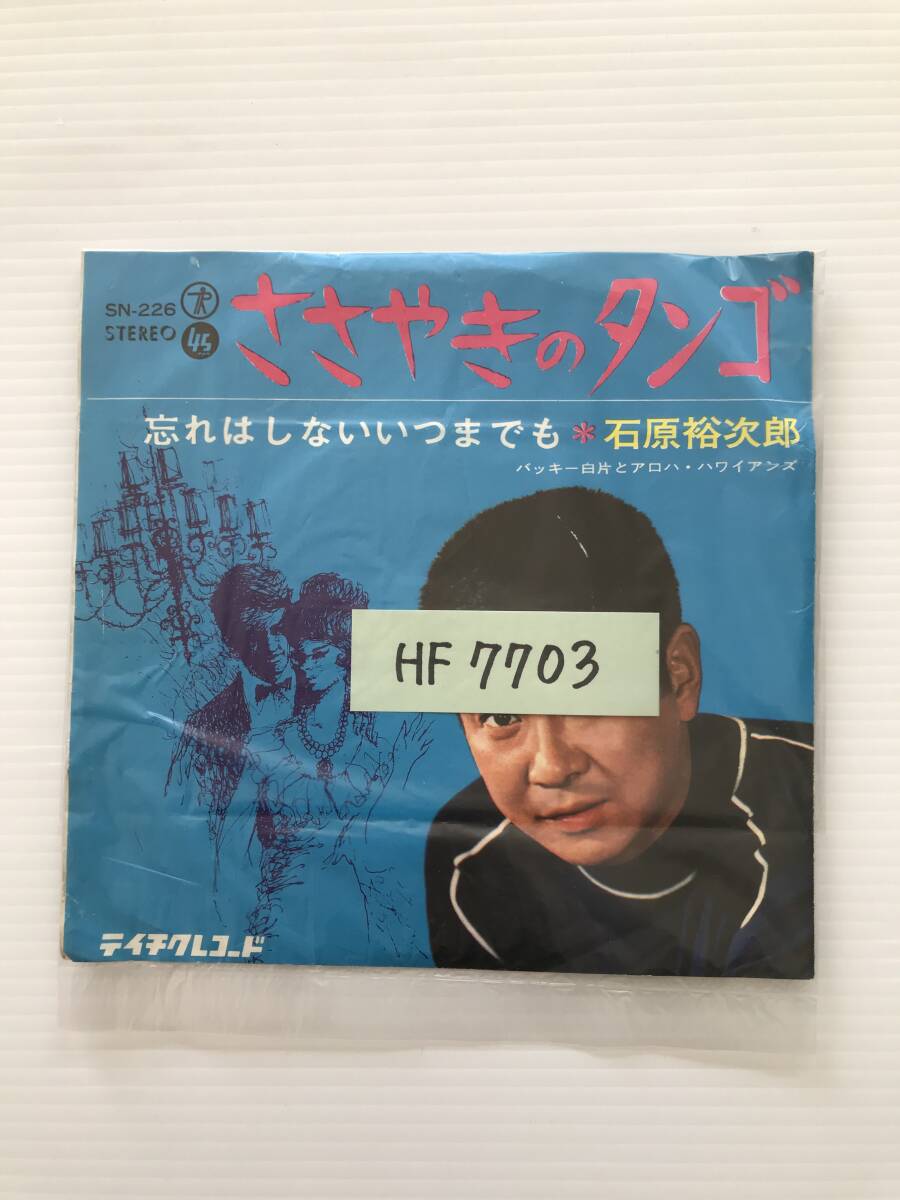 SN-226
STEREO
45
ささやきのタンゴ
忘れはしないいつまでも*石原裕次郎
バッキー白片とアロハ・ハワイアンズ
HF 7703
テイチクレコード